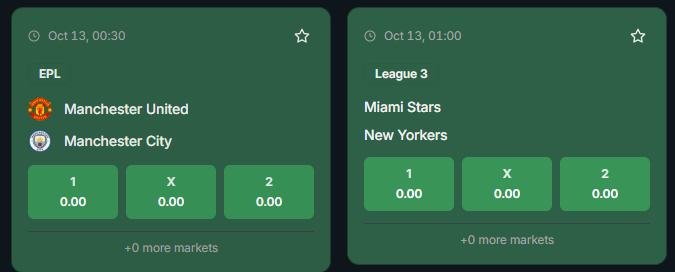 Oct 13, 00:30
EPL
Manchester United
Manchester City
1 X 2
0.00 0.00 0.00
+0 more markets
Oct 13, 01:00
League 3
Miami Stars
New Yorkers
1 X 2
0.00 0.00 0.00
+0 more markets